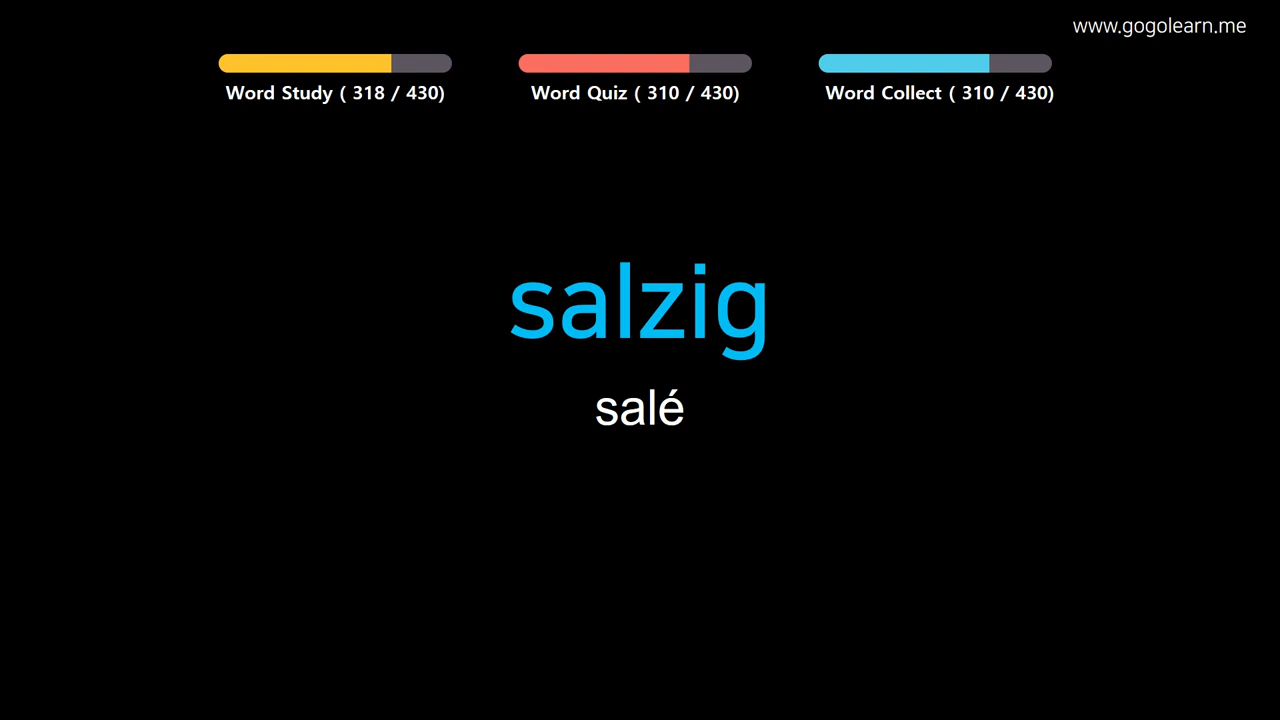 www.gogolearn.me
Word Study ( 318 / 430)
Word Quiz ( 310 / 430)
Word Collect ( 310 / 430)
salzig
salé